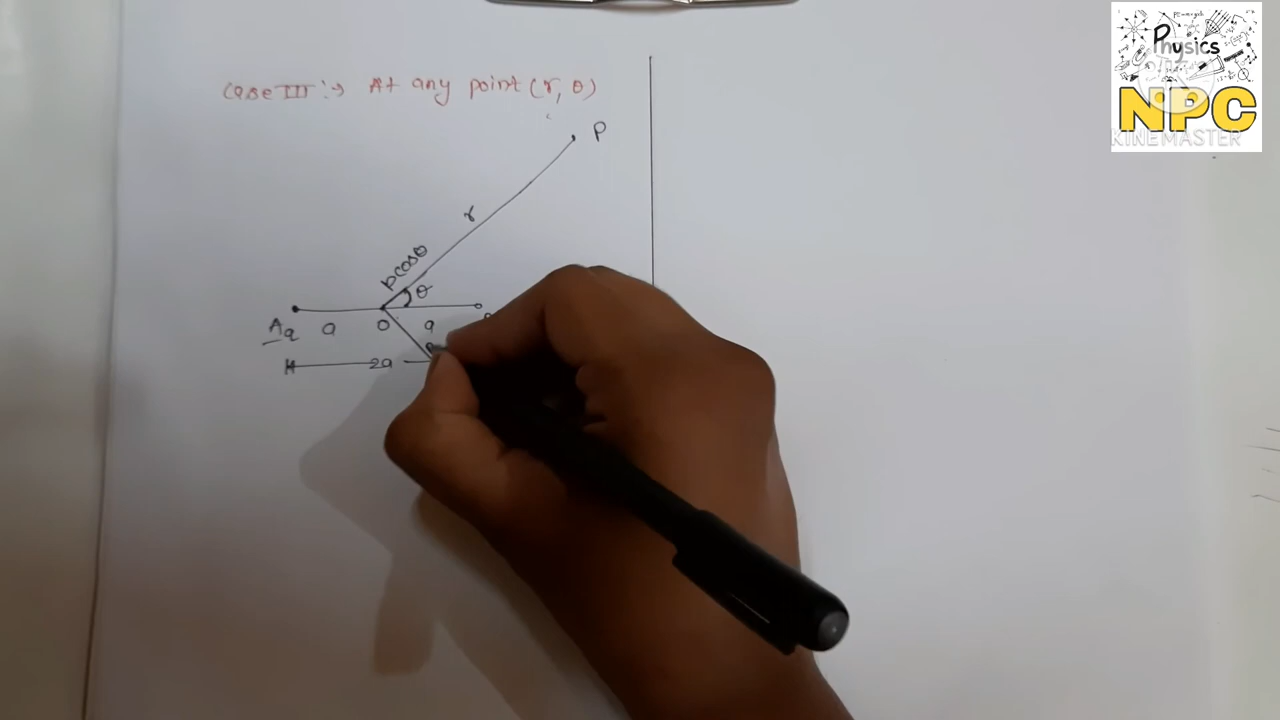 Case III :→ At any point (r, θ)
P
r
pcosθ
θ
Aq a O a
2a
Physics
NPC
KINEMASTER